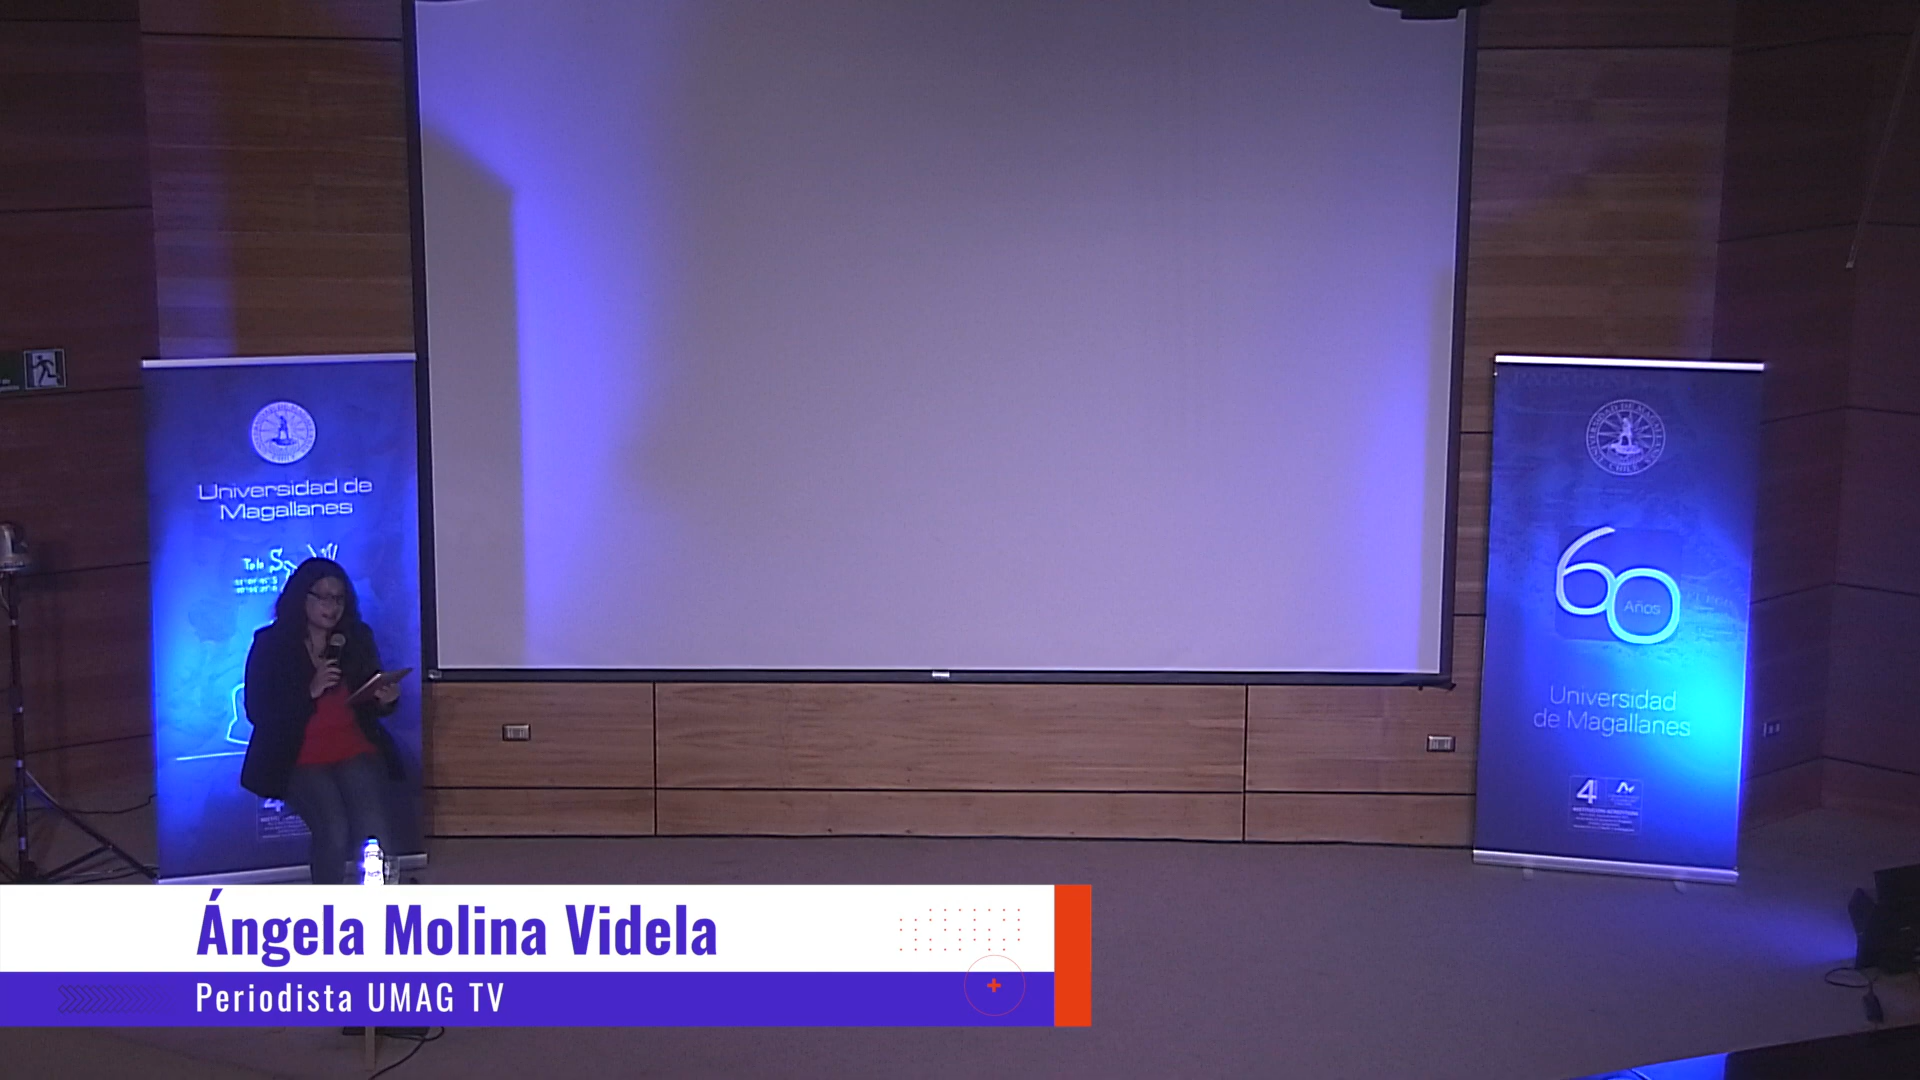 Universidad de
Magallanes
60
Años
Universidad
de Magallanes
4
Ángela Molina Videla
Periodista UMAG TV